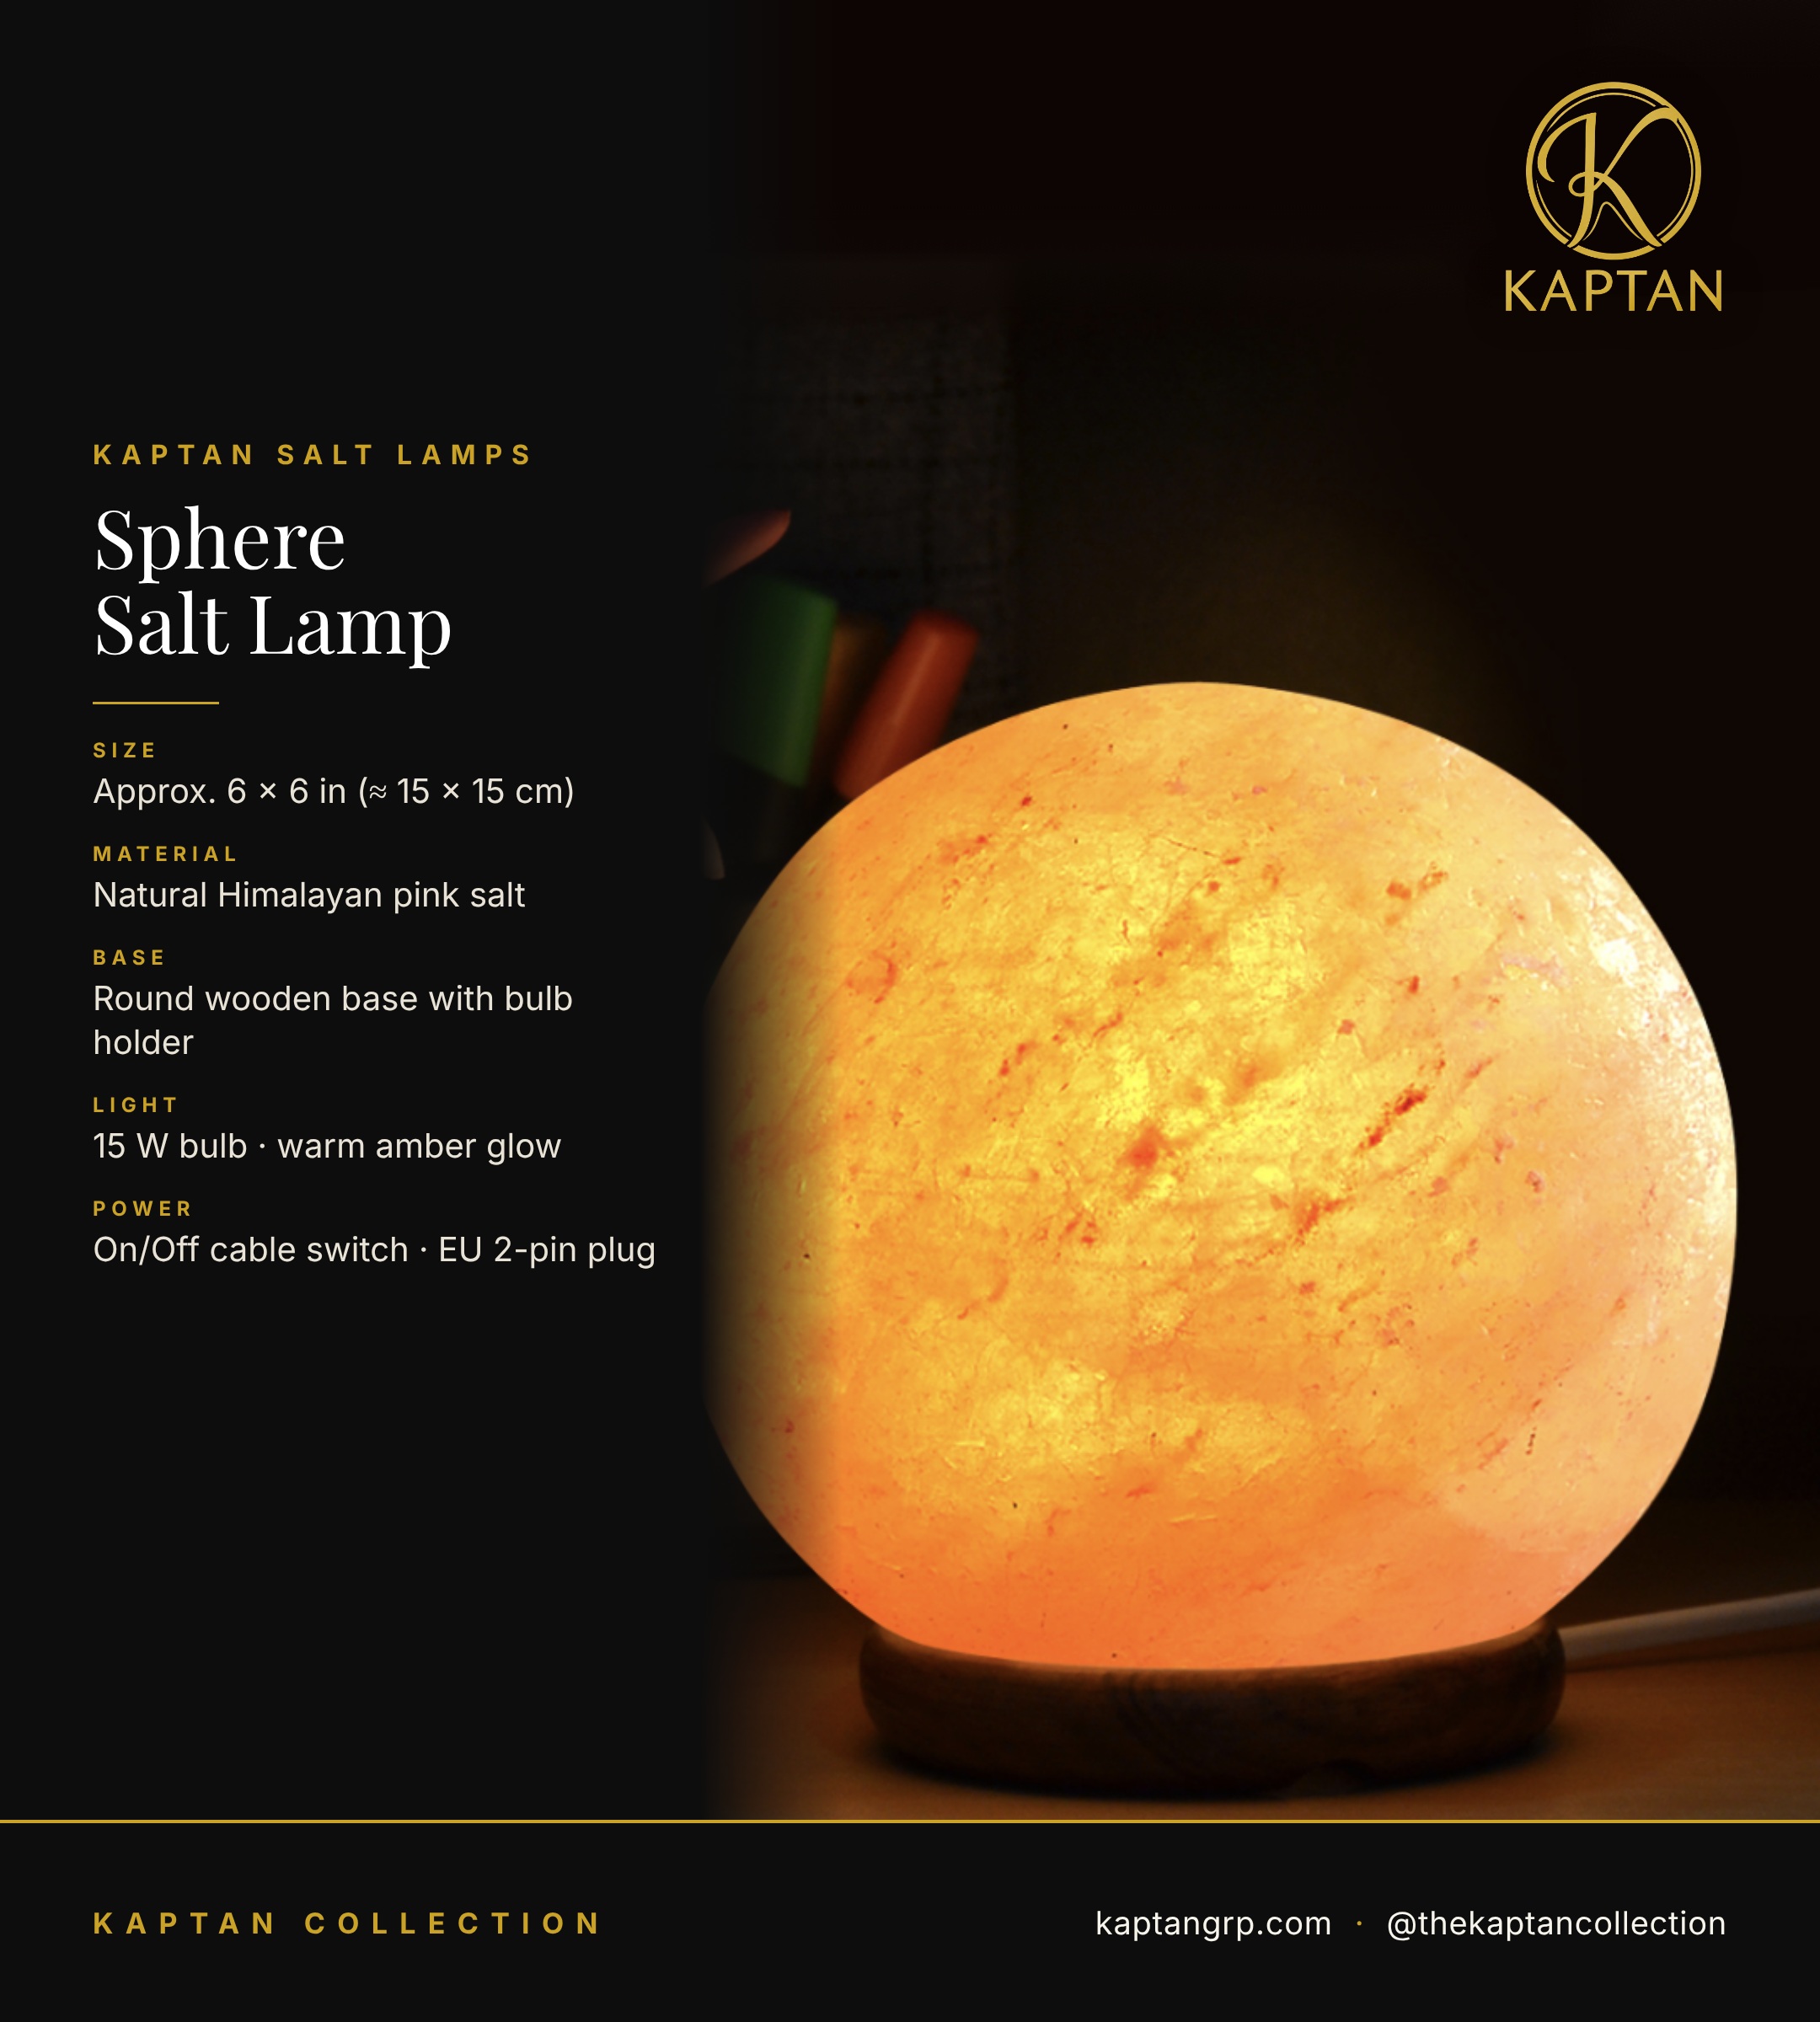 K
KAPTAN
KAPTAN SALT LAMPS
Sphere
Salt Lamp
SIZE
Approx. 6 × 6 in (≈ 15 × 15 cm)
MATERIAL
Natural Himalayan pink salt
BASE
Round wooden base with bulb
holder
LIGHT
15 W bulb · warm amber glow
POWER
On/Off cable switch · EU 2-pin plug
KAPTAN COLLECTION
kaptangrp.com · @thekaptancollection